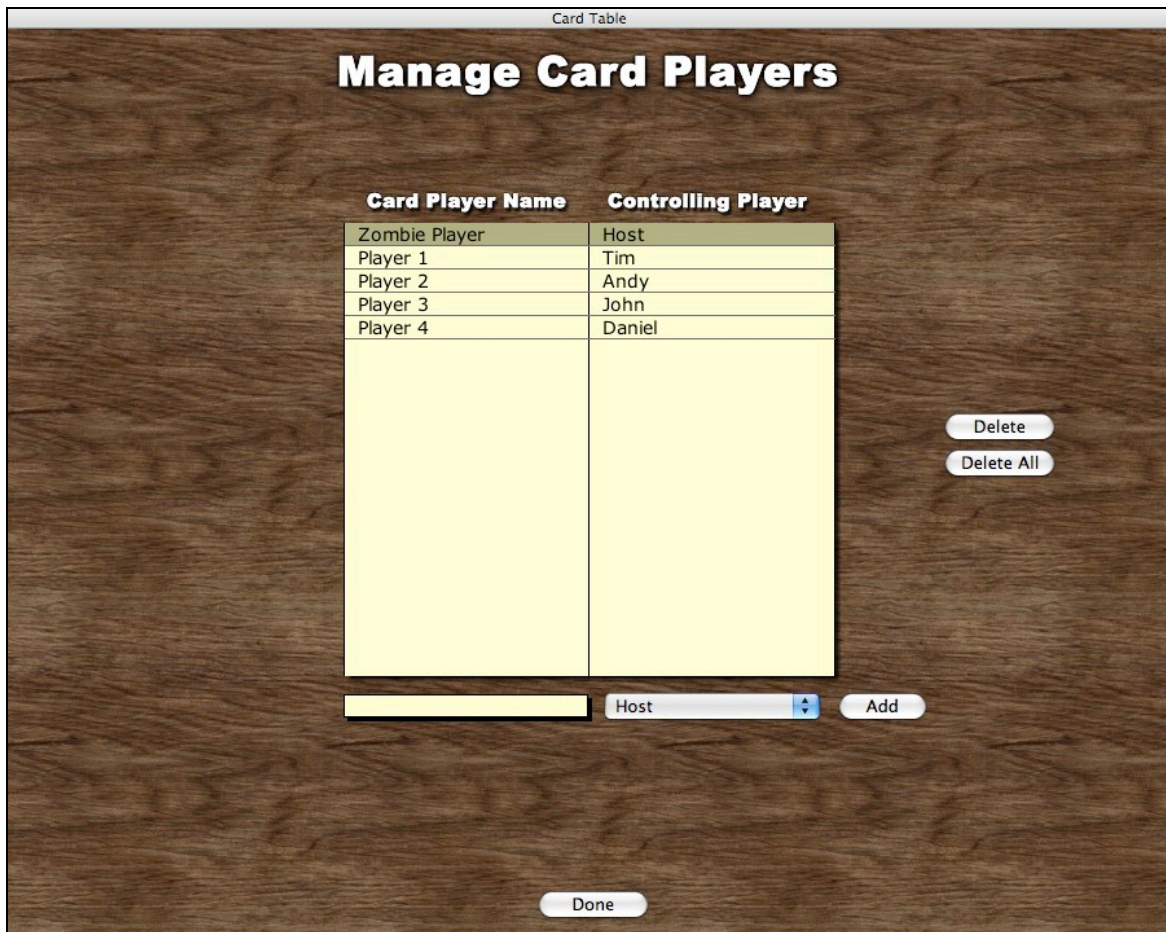 Card Table
Manage Card Players
Card Player Name Controlling Player
Zombie Player Host
Player 1 Tim
Player 2 Andy
Player 3 John
Player 4 Daniel
Delete
Delete All
Host Add
Done